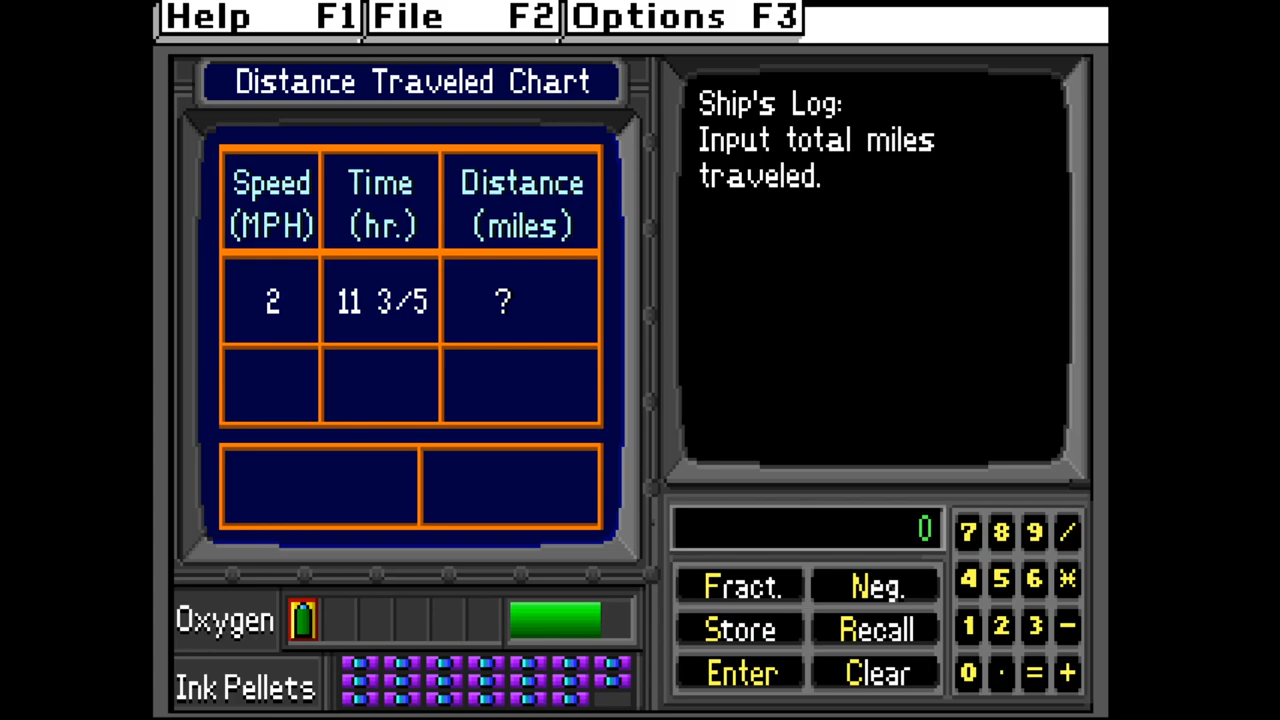 Help F1 File F2 Options F3
Distance Traveled Chart
Speed Time Distance
(MPH) (hr.) (miles)
2 11 3/5 ?
Ship's Log:
Input total miles
traveled.
0
Fract. Neg.
Store Recall
Enter Clear
7 8 9 /
4 5 6 *
1 2 3 -
0 . = +
Oxygen
Ink Pellets